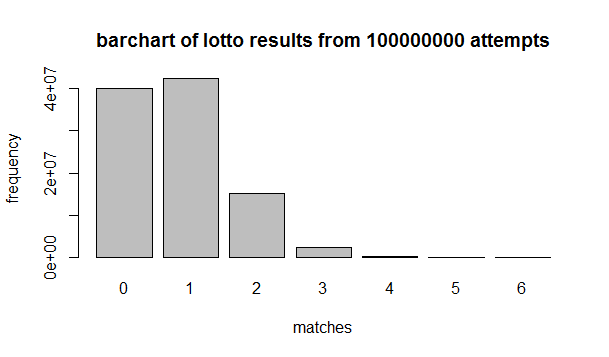 barchart of lotto results from 100000000 attempts
frequency
4e+07
2e+07
0e+00
0 1 2 3 4 5 6
matches